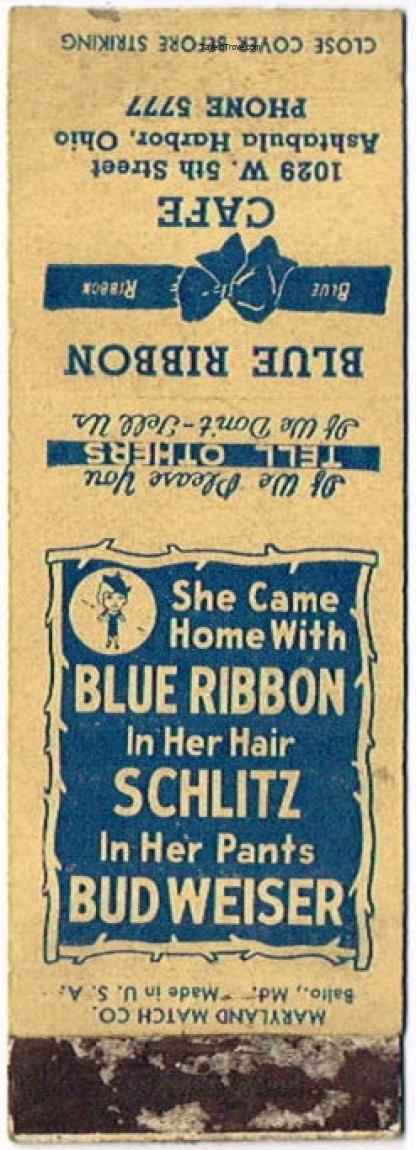 CLOSE COVER BEFORE STRIKING
PHONE 5777
Ashtabula Harbor, Ohio
1029 W. 5th Street
CAFE
BLUE RIBBON
BLUE RIBBON
If We Don't-Tell Us
TELL OTHERS
If We Please You
She Came
Home With
BLUE RIBBON
In Her Hair
SCHLITZ
In Her Pants
BUDWEISER
Balto., Md. Made in U. S. A.
MARYLAND MATCH CO.